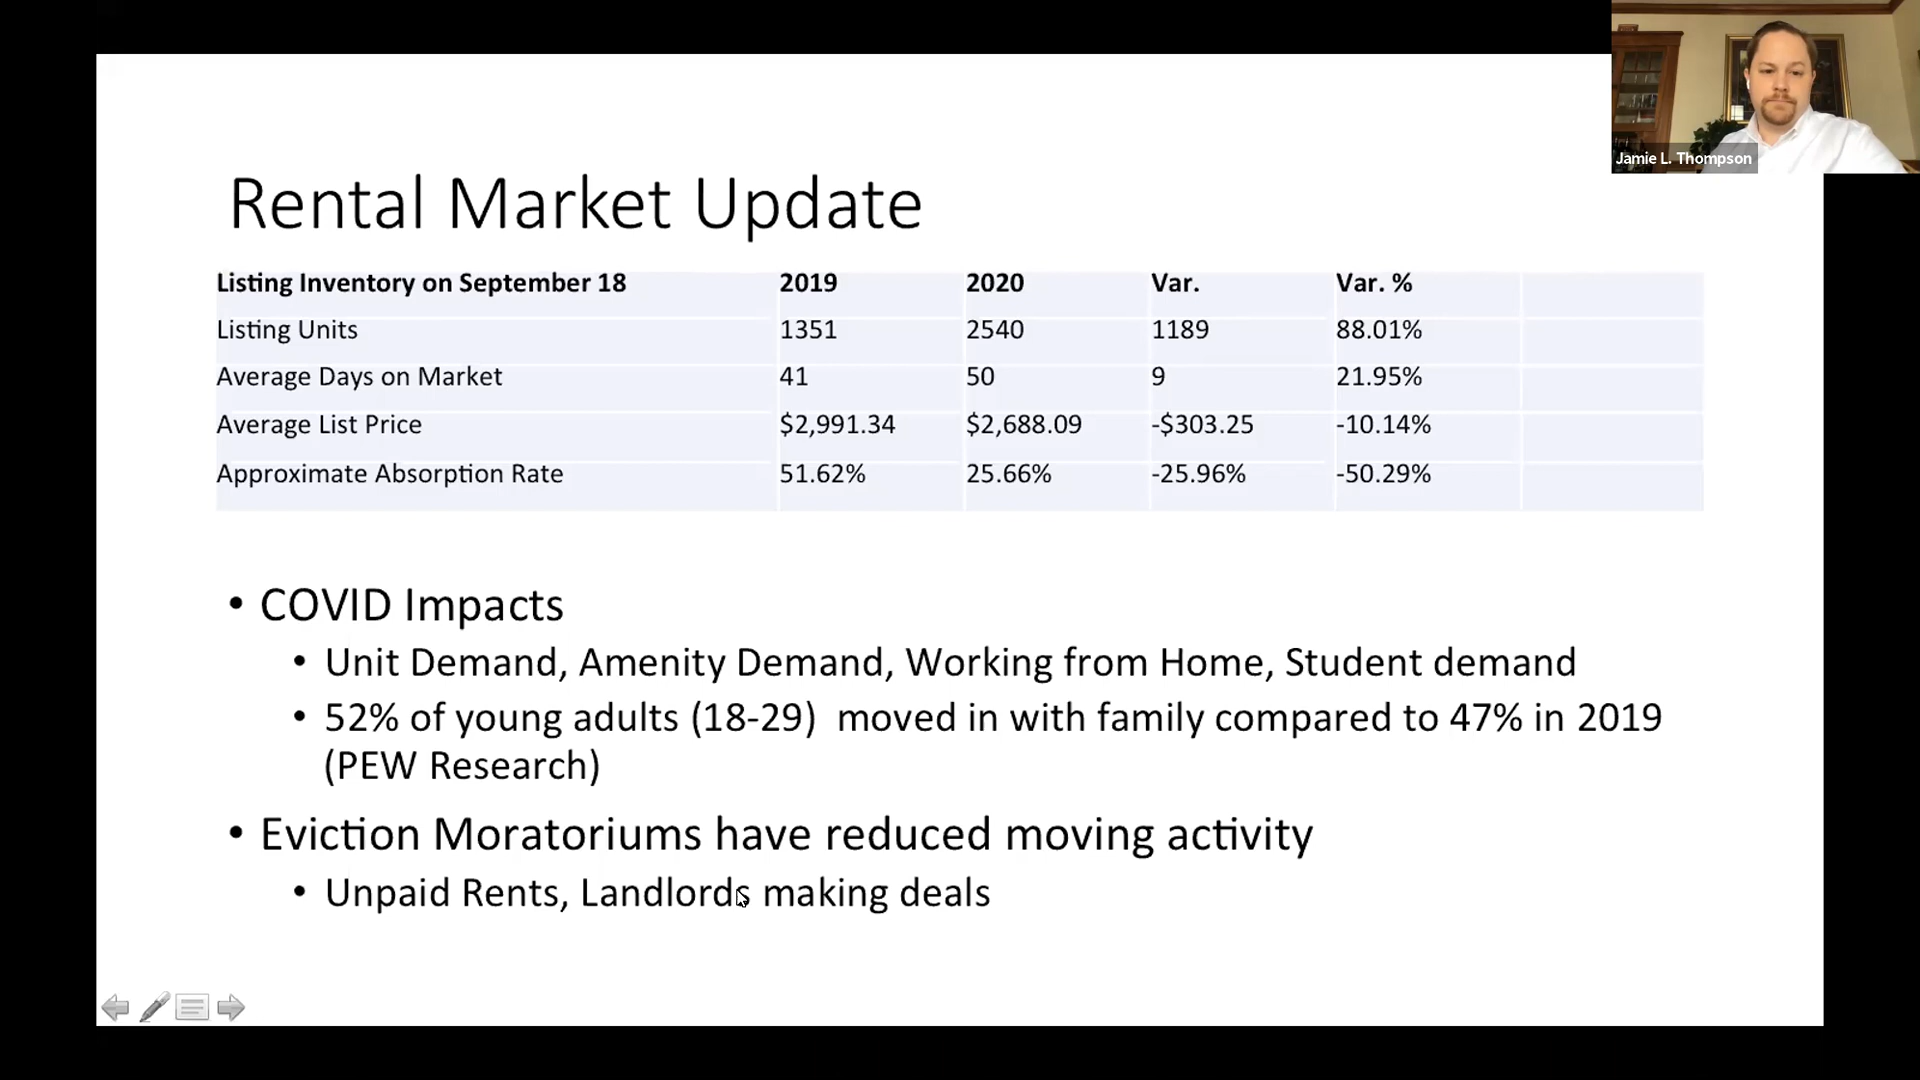 Jamie L. Thompson
Rental Market Update
Listing Inventory on September 18 2019 2020 Var. Var. %
Listing Units 1351 2540 1189 88.01%
Average Days on Market 41 50 9 21.95%
Average List Price $2,991.34 $2,688.09 -$303.25 -10.14%
Approximate Absorption Rate 51.62% 25.66% -25.96% -50.29%
• COVID Impacts
• Unit Demand, Amenity Demand, Working from Home, Student demand
• 52% of young adults (18-29) moved in with family compared to 47% in 2019
(PEW Research)
• Eviction Moratoriums have reduced moving activity
• Unpaid Rents, Landlords making deals